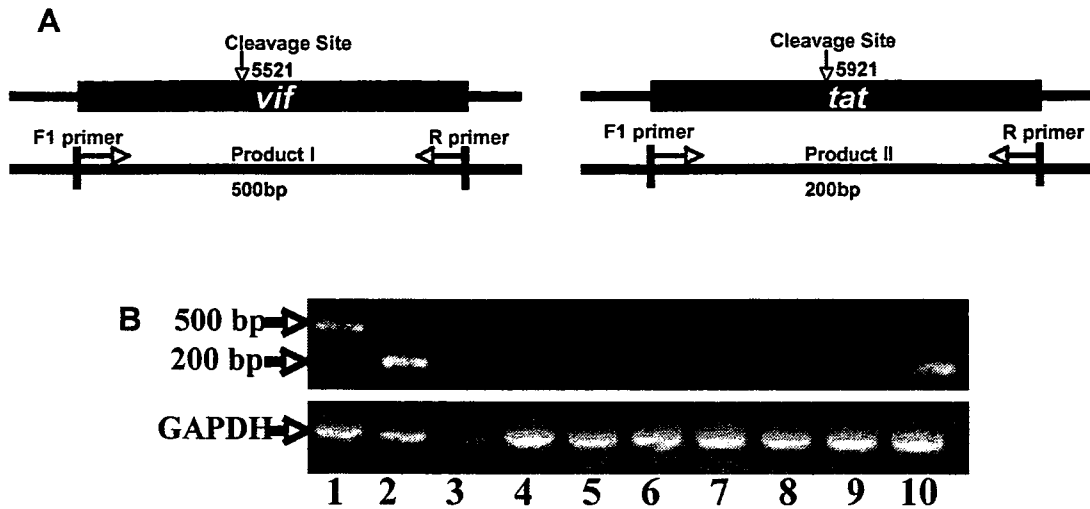 A
Cleavage Site
5521
vif
F1 primer
R primer
Product I
500bp
Cleavage Site
5921
tat
F1 primer
R primer
Product II
200bp
B
500 bp
200 bp
GAPDH
1 2 3 4 5 6 7 8 9 10